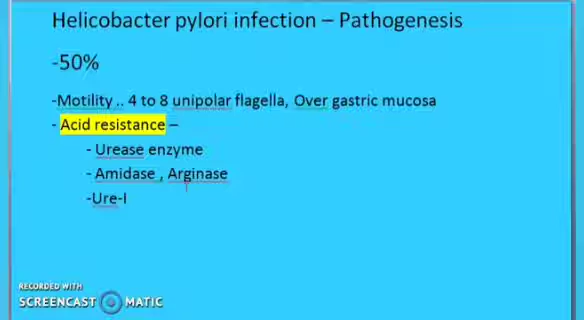 Helicobacter pylori infection – Pathogenesis
-50%
-Motility .. 4 to 8 unipolar flagella, Over gastric mucosa
- Acid resistance –
- Urease enzyme
- Amidase , Arginase
-Ure-I
RECORDED WITH
SCREENCAST MATIC